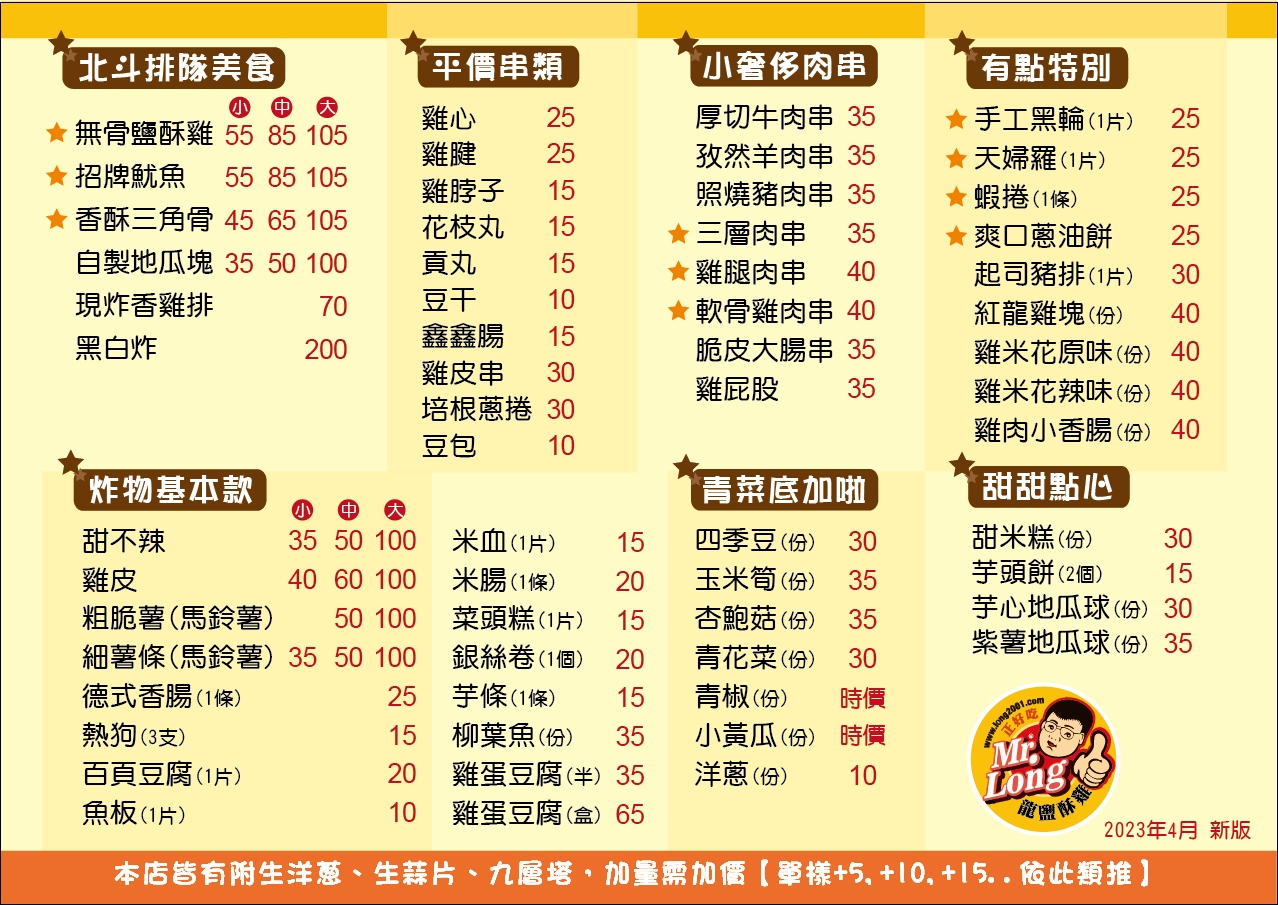 北斗排隊美食
小 中 大
無骨鹽酥雞 55 85 105
招牌魷魚 55 85 105
香酥三角骨 45 65 105
自製地瓜塊 35 50 100
現炸香雞排 70
黑白炸 200
平價串類
雞心 25
雞腱 25
雞脖子 15
花枝丸 15
貢丸 15
豆干 10
鑫鑫腸 15
雞皮串 30
培根蔥捲 30
豆包 10
小奢侈肉串
厚切牛肉串 35
孜然羊肉串 35
照燒豬肉串 35
三層肉串 35
雞腿肉串 40
軟骨雞肉串 40
脆皮大腸串 35
雞屁股 35
有點特別
手工黑輪(1片) 25
天婦羅(1片) 25
蝦捲(1條) 25
爽口蔥油餅 25
起司豬排(1片) 30
紅龍雞塊(份) 40
雞米花原味(份) 40
雞米花辣味(份) 40
雞肉小香腸(份) 40
炸物基本款
小 中 大
甜不辣 35 50 100
雞皮 40 60 100
粗脆薯(馬鈴薯) 50 100
細薯條(馬鈴薯) 35 50 100
德式香腸(1條) 25
熱狗(3支) 15
百頁豆腐(1片) 20
魚板(1片) 10
米血(1片) 15
米腸(1條) 20
菜頭糕(1片) 15
銀絲卷(1個) 20
芋條(1條) 15
柳葉魚(份) 35
雞蛋豆腐(半) 35
雞蛋豆腐(盒) 65
青菜底加啦
四季豆(份) 30
玉米筍(份) 35
杏鮑菇(份) 35
青花菜(份) 30
青椒(份) 時價
小黃瓜(份) 時價
洋蔥(份) 10
甜甜點心
甜米糕(份) 30
芋頭餅(2個) 15
芋心地瓜球(份) 30
紫薯地瓜球(份) 35
www.long2001.com
正好吃
Mr.
Long
龍鹽酥雞
2023年4月 新版
本店皆有附生洋蔥、生蒜片、九層塔，加量需加價【單樣+5,+10,+15..依此類推】